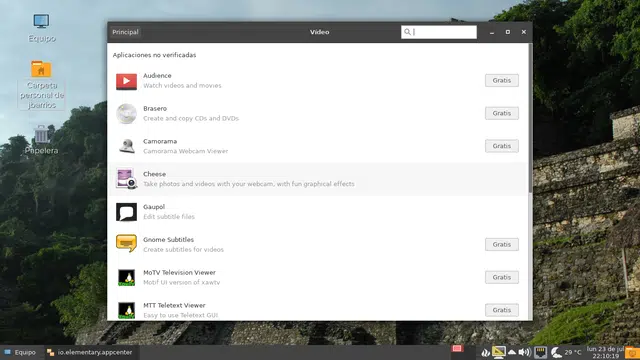 Equipo
Carpeta
personal de
jbarrios
Papelera
Principal
Vídeo
Aplicaciones no verificadas
Audience
Watch videos and movies
Gratis
Brasero
Create and copy CDs and DVDs
Gratis
Camorama
Camorama Webcam Viewer
Gratis
Cheese
Take photos and videos with your webcam, with fun graphical effects
Gaupol
Edit subtitle files
Gnome Subtitles
Create subtitles for videos
Gratis
MoTV Television Viewer
Motif UI version of xawtv
Gratis
MTT Teletext Viewer
Easy to use Teletext GUI
Gratis
Equipo
io.elementary.appcenter
29 °C
lun 23 de jul
22:10:19